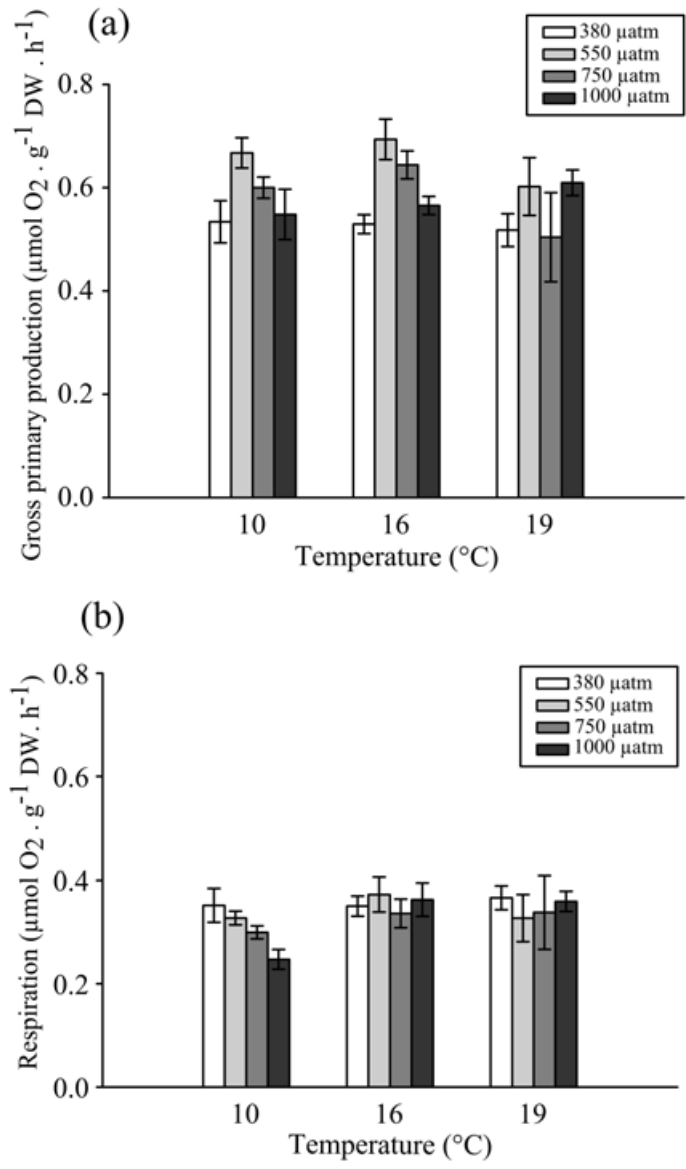 (a)
380 µatm
550 µatm
750 µatm
1000 µatm
Gross primary production (µmol O2 . g-1 DW . h-1)
0.8
0.6
0.4
0.2
0.0
10 16 19
Temperature (°C)
(b)
380 µatm
550 µatm
750 µatm
1000 µatm
Respiration (µmol O2 . g-1 DW. h-1)
0.8
0.6
0.4
0.2
0.0
10 16 19
Temperature (°C)